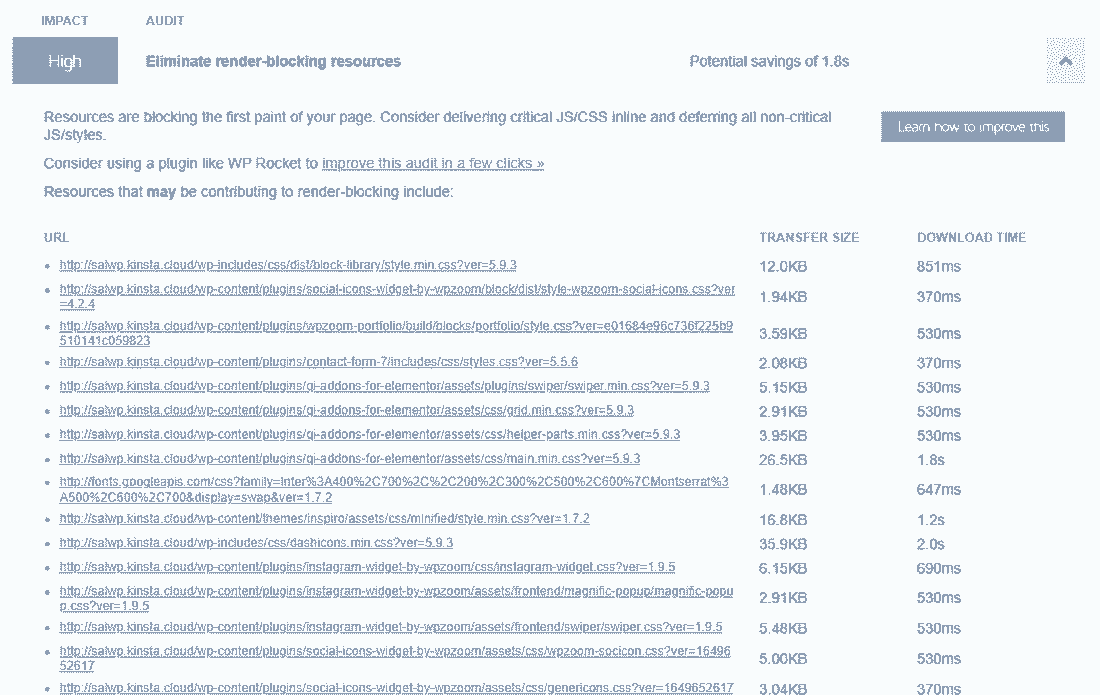 IMPACT AUDIT
High Eliminate render-blocking resources Potential savings of 1.8s
Resources are blocking the first paint of your page. Consider delivering critical JS/CSS inline and deferring all non-critical
JS/styles.
Learn how to improve this
Consider using a plugin like WP Rocket to improve this audit in a few clicks »
Resources that may be contributing to render-blocking include:
URL TRANSFER SIZE DOWNLOAD TIME
• http://salwp.kinsta.cloud/wp-includes/css/dist/block-library/style.min.css?ver=5.9.3 12.0KB 851ms
• http://salwp.kinsta.cloud/wp-content/plugins/social-icons-widget-by-wpzoom/block/dist/style-wpzoom-social-icons.css?ver
=4.2.4 1.94KB 370ms
• http://salwp.kinsta.cloud/wp-content/plugins/wpzoom-portfolio/build/blocks/portfolio/style.css?ver=e01684e96c736f225b9
510141c059823 3.59KB 530ms
• http://salwp.kinsta.cloud/wp-content/plugins/contact-form-7/includes/css/styles.css?ver=5.5.6 2.08KB 370ms
• http://salwp.kinsta.cloud/wp-content/plugins/qi-addons-for-elementor/assets/plugins/swiper/swiper.min.css?ver=5.9.3 5.15KB 530ms
• http://salwp.kinsta.cloud/wp-content/plugins/qi-addons-for-elementor/assets/css/grid.min.css?ver=5.9.3 2.91KB 530ms
• http://salwp.kinsta.cloud/wp-content/plugins/qi-addons-for-elementor/assets/css/helper-parts.min.css?ver=5.9.3 3.95KB 530ms
• http://salwp.kinsta.cloud/wp-content/plugins/qi-addons-for-elementor/assets/css/main.min.css?ver=5.9.3 26.5KB 1.8s
• http://fonts.googleapis.com/css?family=Inter%3A400%2C700%2C%2C200%2C300%2C500%2C600%7CMontserrat%3
A500%2C600%2C700&display=swap&ver=1.7.2 1.48KB 647ms
• http://salwp.kinsta.cloud/wp-content/themes/inspiro/assets/css/minified/style.min.css?ver=1.7.2 16.8KB 1.2s
• http://salwp.kinsta.cloud/wp-includes/css/dashicons.min.css?ver=5.9.3 35.9KB 2.0s
• http://salwp.kinsta.cloud/wp-content/plugins/instagram-widget-by-wpzoom/css/instagram-widget.css?ver=1.9.5 6.15KB 690ms
• http://salwp.kinsta.cloud/wp-content/plugins/instagram-widget-by-wpzoom/assets/frontend/magnific-popup/magnific-popu
p.css?ver=1.9.5 2.91KB 530ms
• http://salwp.kinsta.cloud/wp-content/plugins/instagram-widget-by-wpzoom/assets/frontend/swiper/swiper.css?ver=1.9.5 5.48KB 530ms
• http://salwp.kinsta.cloud/wp-content/plugins/social-icons-widget-by-wpzoom/assets/css/wpzoom-socicon.css?ver=16496
52617 5.00KB 530ms
• http://salwp.kinsta.cloud/wp-content/plugins/social-icons-widget-by-wpzoom/assets/css/genericons.css?ver=1649652617 3.04KB 370ms